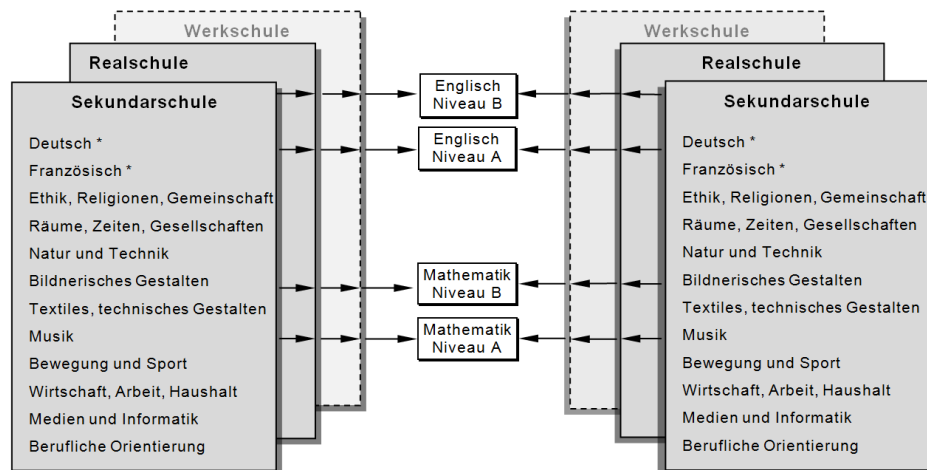 Werkschule
Realschule
Sekundarschule
Deutsch *
Französisch *
Ethik, Religionen, Gemeinschaft
Räume, Zeiten, Gesellschaften
Natur und Technik
Bildnerisches Gestalten
Textiles, technisches Gestalten
Musik
Bewegung und Sport
Wirtschaft, Arbeit, Haushalt
Medien und Informatik
Berufliche Orientierung
Englisch
Niveau B
Englisch
Niveau A
Mathematik
Niveau B
Mathematik
Niveau A
Werkschule
Realschule
Sekundarschule
Deutsch *
Französisch *
Ethik, Religionen, Gemeinschaft
Räume, Zeiten, Gesellschaften
Natur und Technik
Bildnerisches Gestalten
Textiles, technisches Gestalten
Musik
Bewegung und Sport
Wirtschaft, Arbeit, Haushalt
Medien und Informatik
Berufliche Orientierung